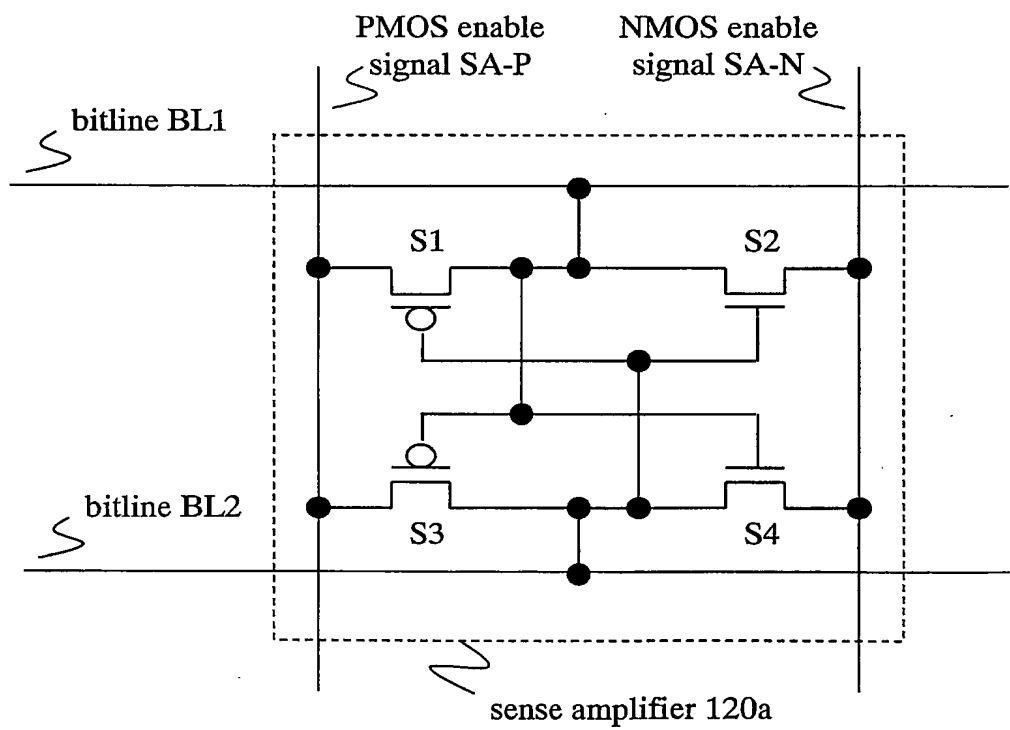 PMOS enable
signal SA-P
NMOS enable
signal SA-N
bitline BL1
S1
S2
bitline BL2
S3
S4
sense amplifier 120a